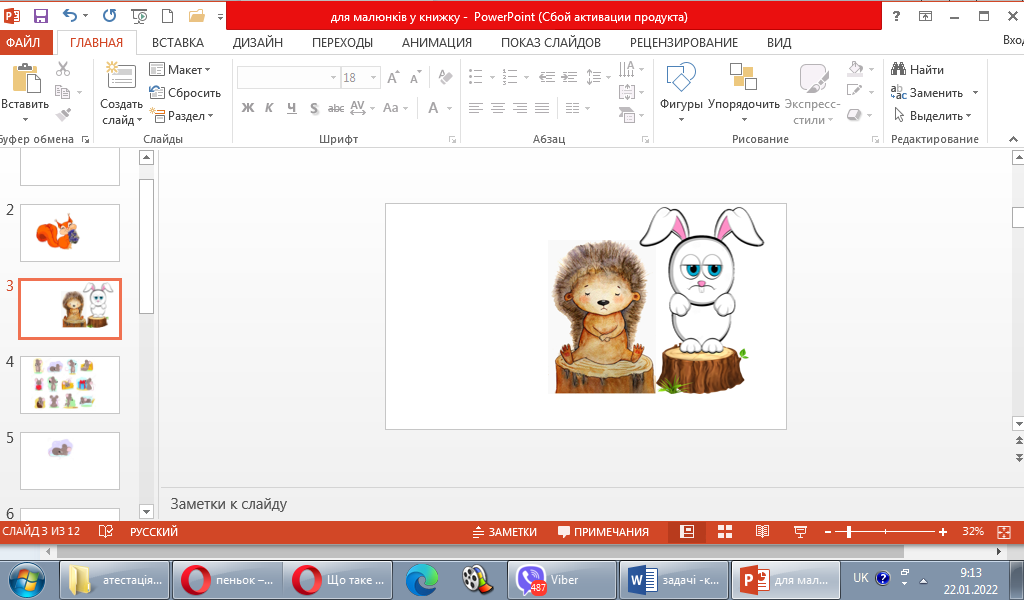 для малюнків у книжку - PowerPoint (Сбой активации продукта)
ФАЙЛ ГЛАВНАЯ ВСТАВКА ДИЗАЙН ПЕРЕХОДЫ АНИМАЦИЯ ПОКАЗ СЛАЙДОВ РЕЦЕНЗИРОВАНИЕ ВИД Вход
Вставить
Создать слайд
Макет
Сбросить
Раздел
18
Ж К Ч S abc AV Aa A
Фигуры Упорядочить Экспресс-стили
Найти
Заменить
Выделить
Буфер обмена Слайды Шрифт Абзац Рисование Редактирование
2
3
4
5
6
Заметки к слайду
СЛАЙД 3 ИЗ 12 РУССКИЙ ЗАМЕТКИ ПРИМЕЧАНИЯ 32%
атестація... пеньок –... Що таке ... 487 Viber задачі -к... для мал... UK 9:13
22.01.2022